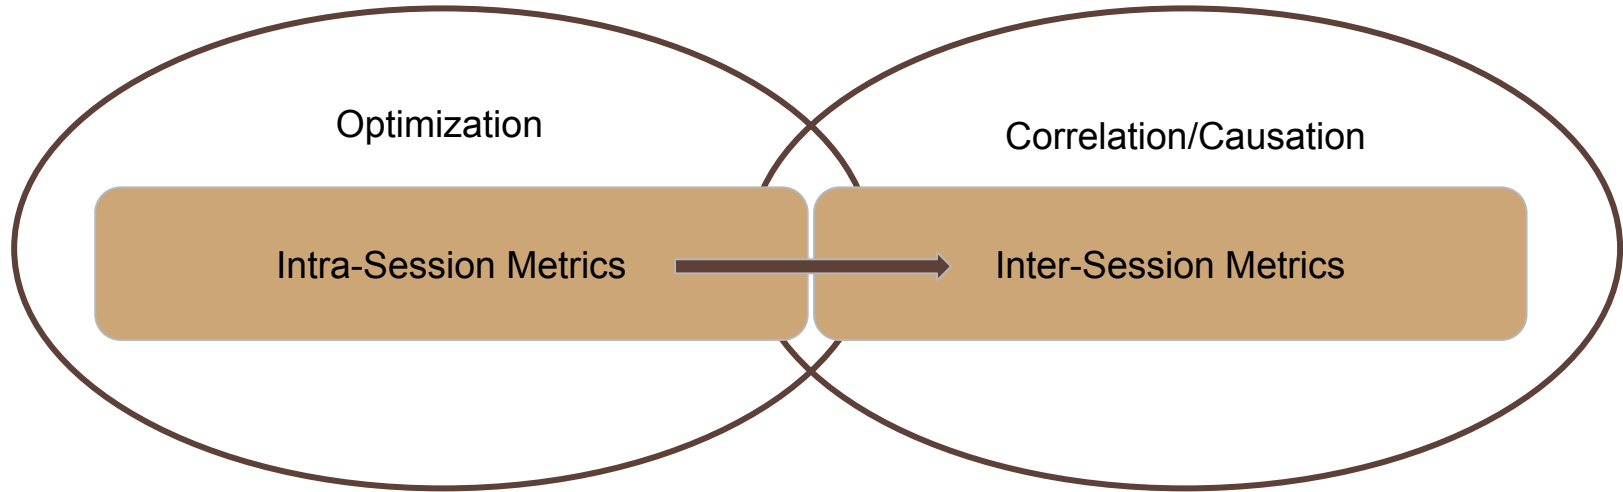 Optimization
Correlation/Causation
Intra-Session Metrics
Inter-Session Metrics